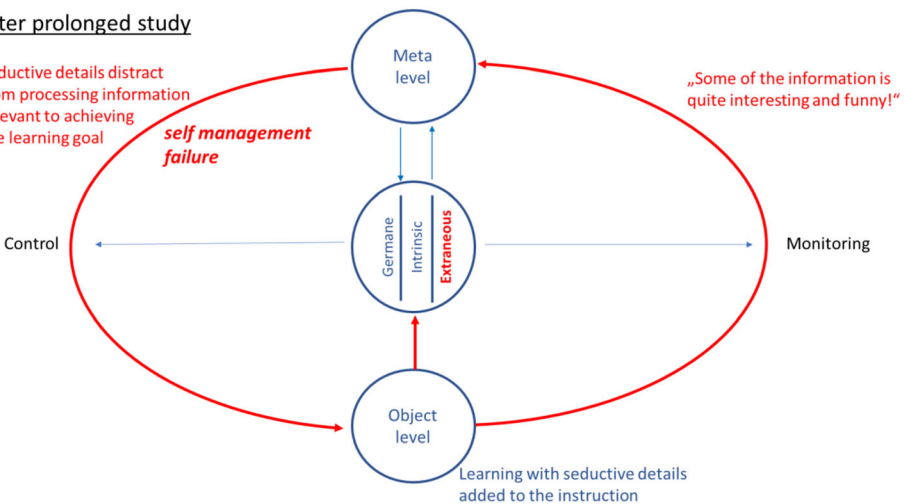 ter prolonged study
ductive details distract
om processing information
evant to achieving
e learning goal
self management
failure
Meta
level
„Some of the information is
quite interesting and funny!“
Control
Germane
Intrinsic
Extraneous
Monitoring
Object
level
Learning with seductive details
added to the instruction